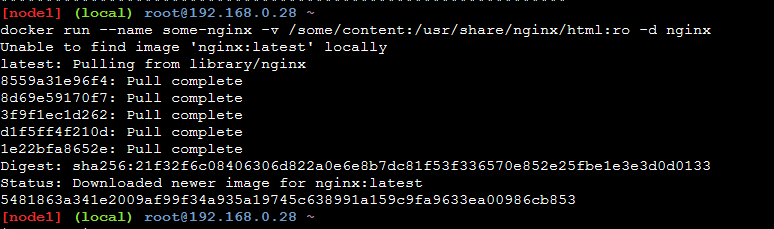 [node1] (local) root@192.168.0.28 ~
docker run --name some-nginx -v /some/content:/usr/share/nginx/html:ro -d nginx
Unable to find image 'nginx:latest' locally
latest: Pulling from library/nginx
8559a31e96f4: Pull complete
8d69e59170f7: Pull complete
3f9f1ec1d262: Pull complete
d1f5ff4f210d: Pull complete
1e22bfa8652e: Pull complete
Digest: sha256:21f32f6c08406306d822a0e6e8b7dc81f53f336570e852e25fbe1e3e3d0d0133
Status: Downloaded newer image for nginx:latest
5481863a341e2009af99f34a935a19745c638991a159c9fa9633ea00986cb853
[node1] (local) root@192.168.0.28 ~